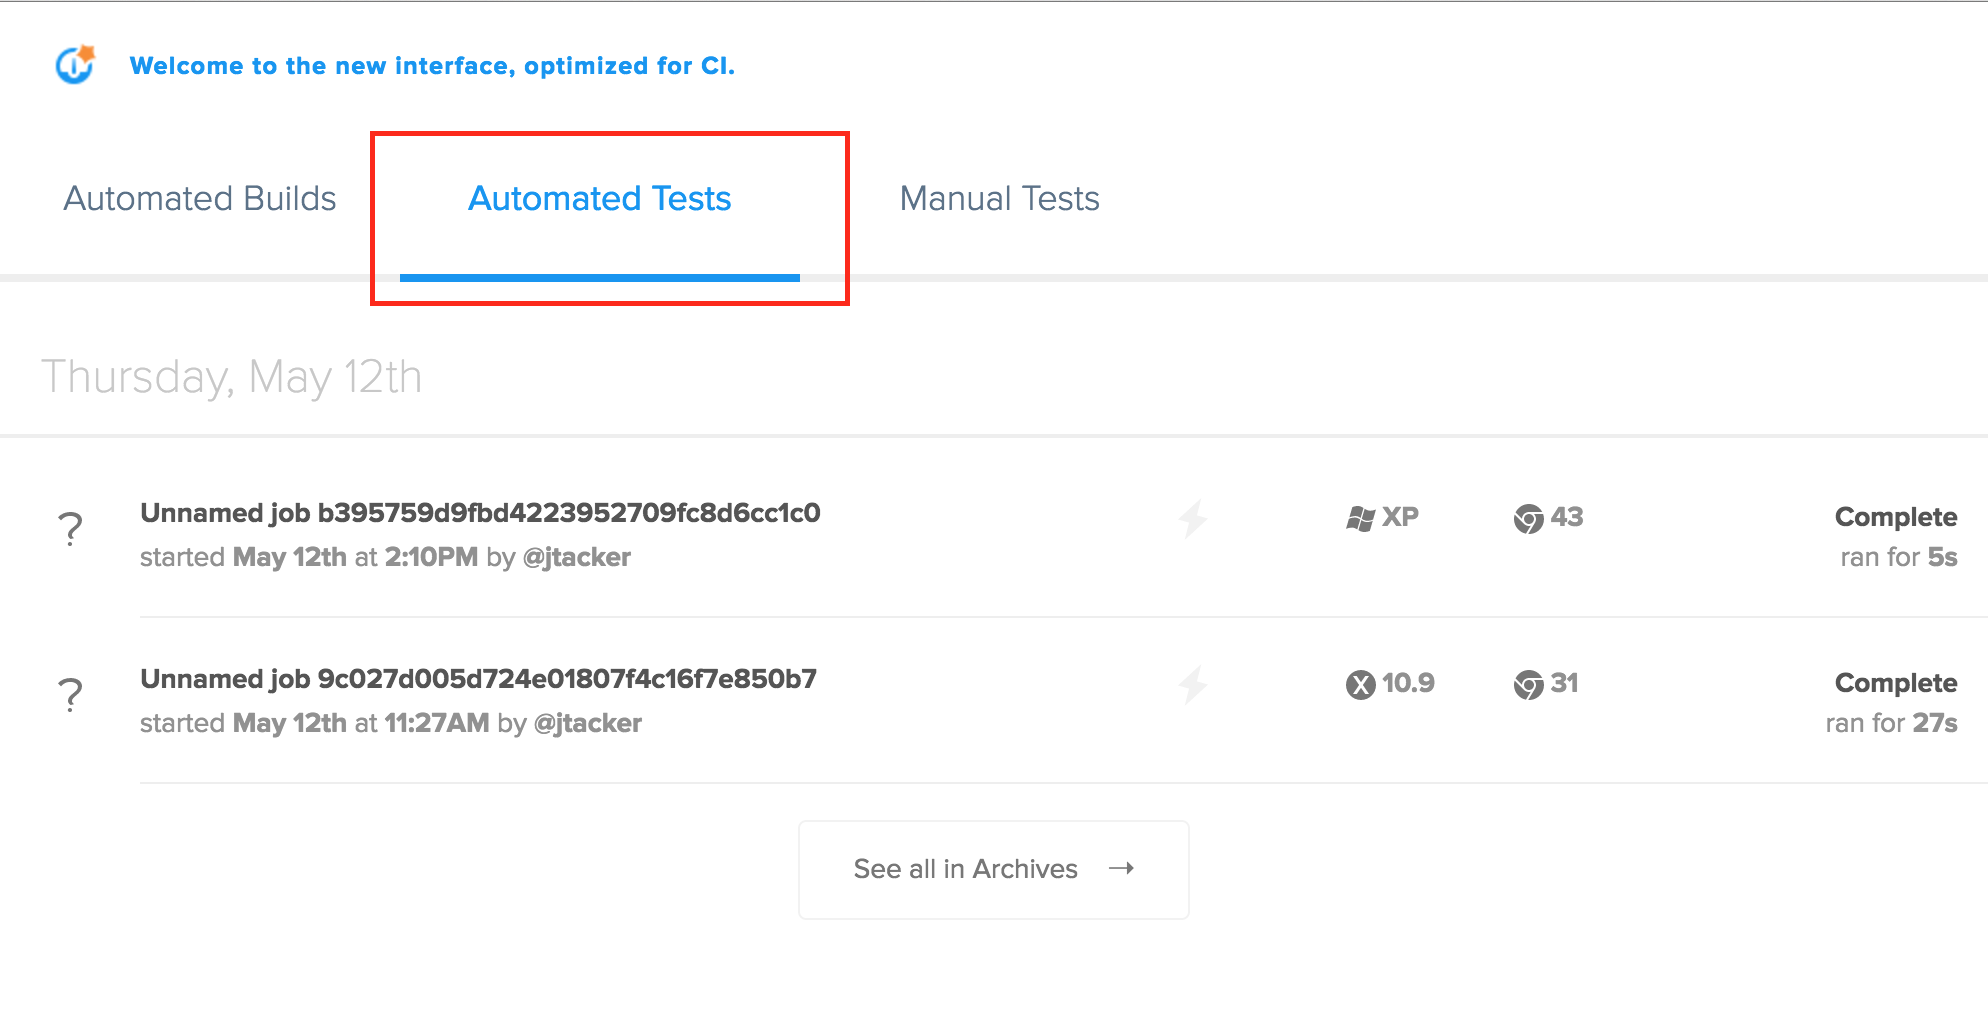 Welcome to the new interface, optimized for CI.
Automated Builds Automated Tests Manual Tests
Thursday, May 12th
? Unnamed job b395759d9fbd4223952709fc8d6cc1c0 XP 43 Complete
started May 12th at 2:10PM by @jtacker ran for 5s
? Unnamed job 9c027d005d724e01807f4c16f7e850b7 X 10.9 31 Complete
started May 12th at 11:27AM by @jtacker ran for 27s
See all in Archives →